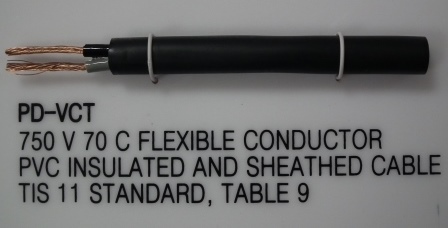 PD-VCT
750 V 70 C FLEXIBLE CONDUCTOR
PVC INSULATED AND SHEATHED CABLE
TIS 11 STANDARD, TABLE 9